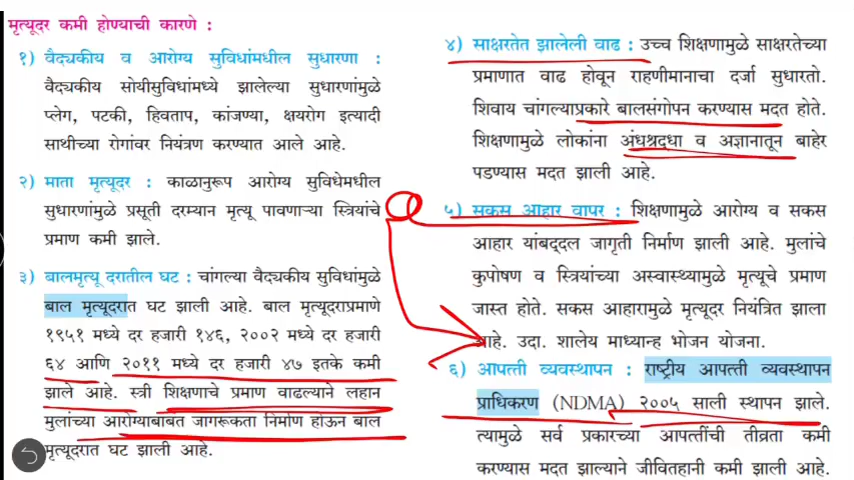 मृत्यूदर कमी होण्याची कारणे :
१) वैद्यकीय व आरोग्य सुविधांमधील सुधारणा :
वैद्यकीय सोयीसुविधांमध्ये झालेल्या सुधारणांमुळे
प्लेग, पटकी, हिवताप, कांजण्या, क्षयरोग इत्यादी
साथीच्या रोगांवर नियंत्रण करण्यात आले आहे.
२) माता मृत्यूदर : काळानुरूप आरोग्य सुविधेमधील
सुधारणांमुळे प्रसूती दरम्यान मृत्यू पावणाऱ्या स्त्रियांचे
प्रमाण कमी झाले.
३) बालमृत्यू दरातील घट : चांगल्या वैद्यकीय सुविधांमुळे
बाल मृत्यूदरात घट झाली आहे. बाल मृत्यूदराप्रमाणे
१९५१ मध्ये दर हजारी १४६, २००२ मध्ये दर हजारी
६४ आणि २०११ मध्ये दर हजारी ४७ इतके कमी
झाले आहे. स्त्री शिक्षणाचे प्रमाण वाढल्याने लहान
मुलांच्या आरोग्याबाबत जागरूकता निर्माण होऊन बाल
मृत्यूदरात घट झाली आहे.
४) साक्षरतेत झालेली वाढ : उच्च शिक्षणामुळे साक्षरतेच्या
प्रमाणात वाढ होवून राहणीमानाचा दर्जा सुधारतो.
शिवाय चांगल्याप्रकारे बालसंगोपन करण्यास मदत होते.
शिक्षणामुळे लोकांना अंधश्रद्धा व अज्ञानातून बाहेर
पडण्यास मदत झाली आहे.
५) सकस आहार वापर : शिक्षणामुळे आरोग्य व सकस
आहार यांबद्दल जागृती निर्माण झाली आहे. मुलांचे
कुपोषण व स्त्रियांच्या अस्वास्थ्यामुळे मृत्यूचे प्रमाण
जास्त होते. सकस आहारामुळे मृत्यूदर नियंत्रित झाला
आहे. उदा. शालेय माध्यान्ह भोजन योजना.
६) आपत्ती व्यवस्थापन : राष्ट्रीय आपत्ती व्यवस्थापन
प्राधिकरण (NDMA) २००५ साली स्थापन झाले.
त्यामुळे सर्व प्रकारच्या आपत्तींची तीव्रता कमी
करण्यास मदत झाल्याने जीवितहानी कमी झाली आहे.